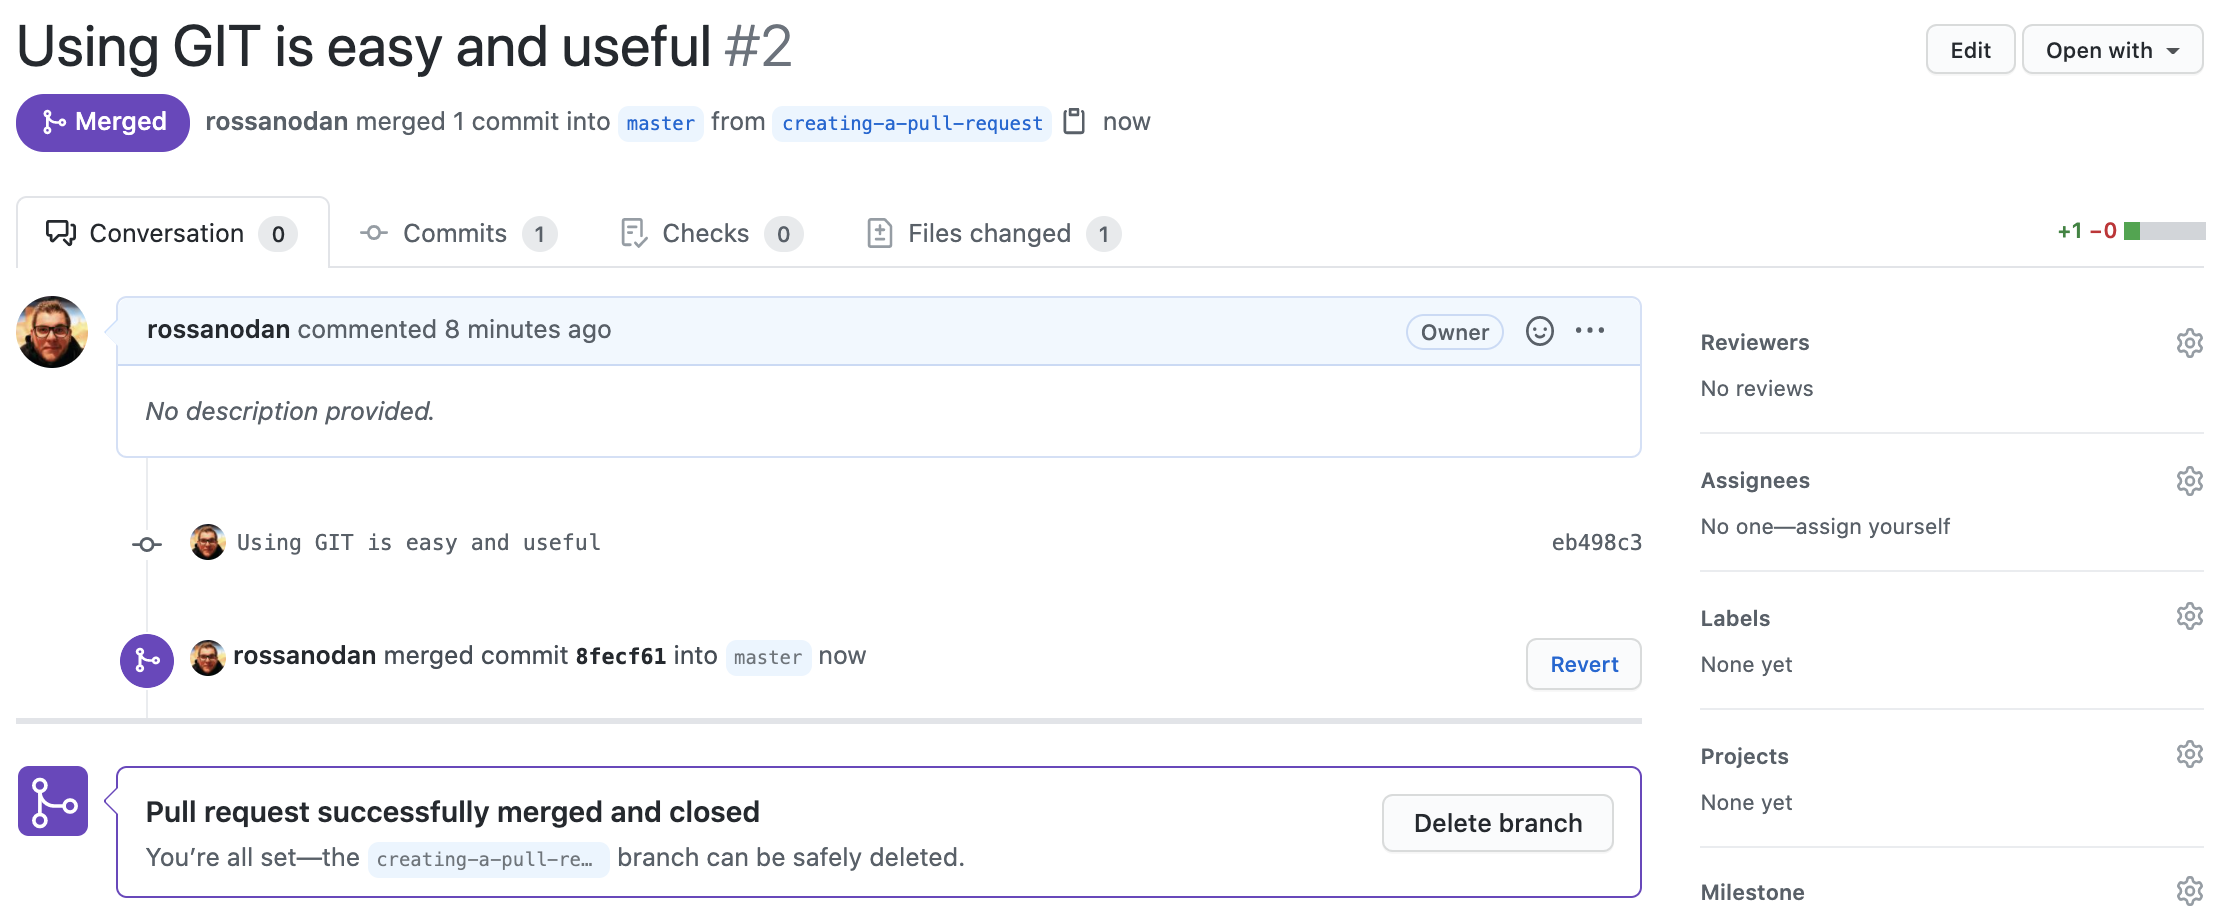 Using GIT is easy and useful #2
Edit
Open with
Merged
rossanodan merged 1 commit into master from creating-a-pull-request now
Conversation 0
Commits 1
Checks 0
Files changed 1
+1 −0
rossanodan commented 8 minutes ago
Owner
No description provided.
Using GIT is easy and useful
eb498c3
rossanodan merged commit 8fecf61 into master now
Revert
Pull request successfully merged and closed
You’re all set—the creating-a-pull-re… branch can be safely deleted.
Delete branch
Reviewers
No reviews
Assignees
No one—assign yourself
Labels
None yet
Projects
None yet
Milestone